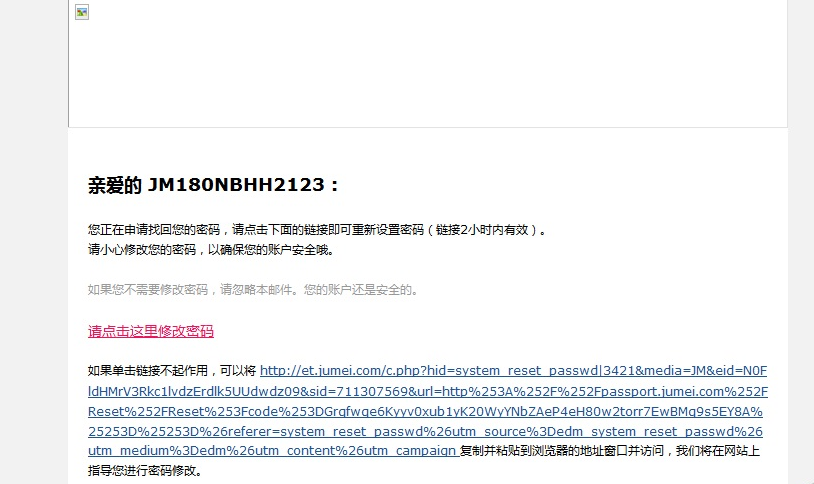 亲爱的 JM180NBHH2123：
您正在申请找回您的密码，请点击下面的链接即可重新设置密码（链接2小时内有效）。
请小心修改您的密码，以确保您的账户安全哦。
如果您不需要修改密码，请忽略本邮件。您的账户还是安全的。
请点击这里修改密码
如果单击链接不起作用，可以将 http://et.jumei.com/c.php?hid=system_reset_passwd|3421&media=JM&eid=N0F
ldHMrV3Rkc1lvdzErdlk5UUdwdz09&sid=711307569&url=http%253A%252F%252Fpassport.jumei.com%252F
Reset%252FReset%253Fcode%253DGrqfwqe6Kyyv0xub1yK20WyYNbZAeP4eH80w2torr7EwBMq9s5EY8A%
25253D%25253D%26referer=system_reset_passwd%26utm_source%3Dedm_system_reset_passwd%26
utm_medium%3Dedm%26utm_content%26utm_campaign 复制并粘贴到浏览器的地址窗口并访问，我们将在网站上
指导您进行密码修改。